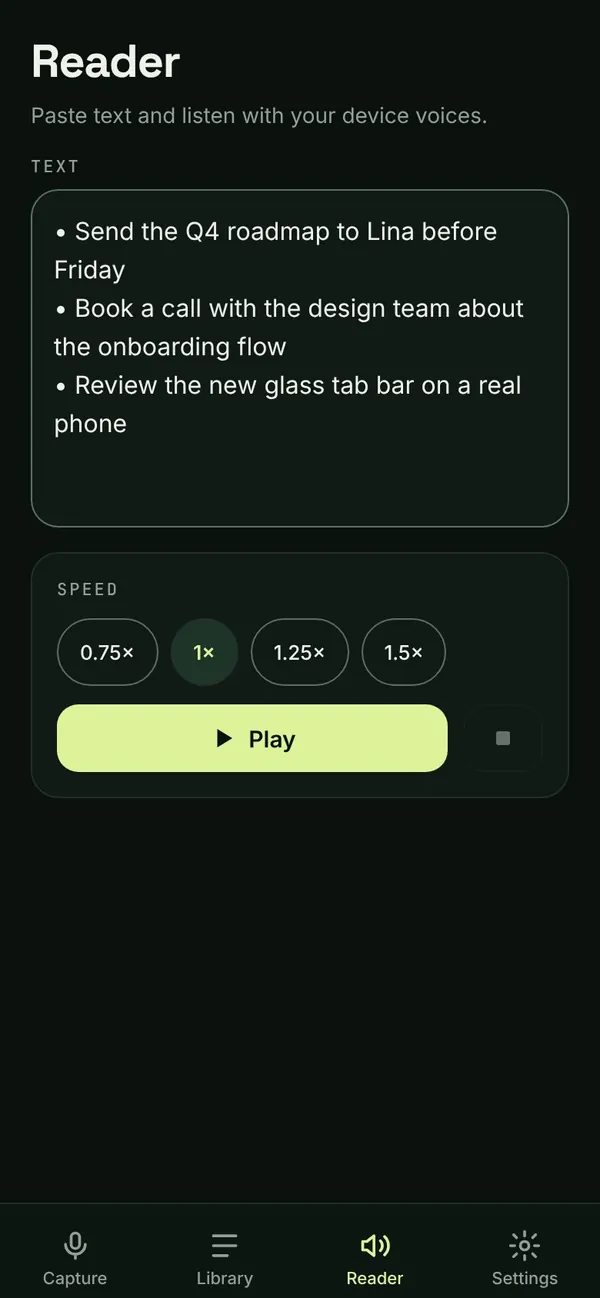 Reader
Paste text and listen with your device voices.
TEXT
• Send the Q4 roadmap to Lina before
Friday
• Book a call with the design team about
the onboarding flow
• Review the new glass tab bar on a real
phone
SPEED
0.75× 1× 1.25× 1.5×
Play
Capture Library Reader Settings